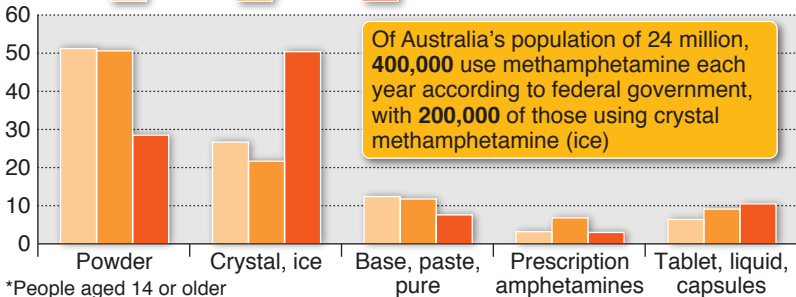 60
50
40
30
20
10
0
Of Australia's population of 24 million,
400,000 use methamphetamine each
year according to federal government,
with 200,000 of those using crystal
methamphetamine (ice)
Powder
Crystal, ice
Base, paste,
pure
Prescription
amphetamines
Tablet, liquid,
capsules
*People aged 14 or older